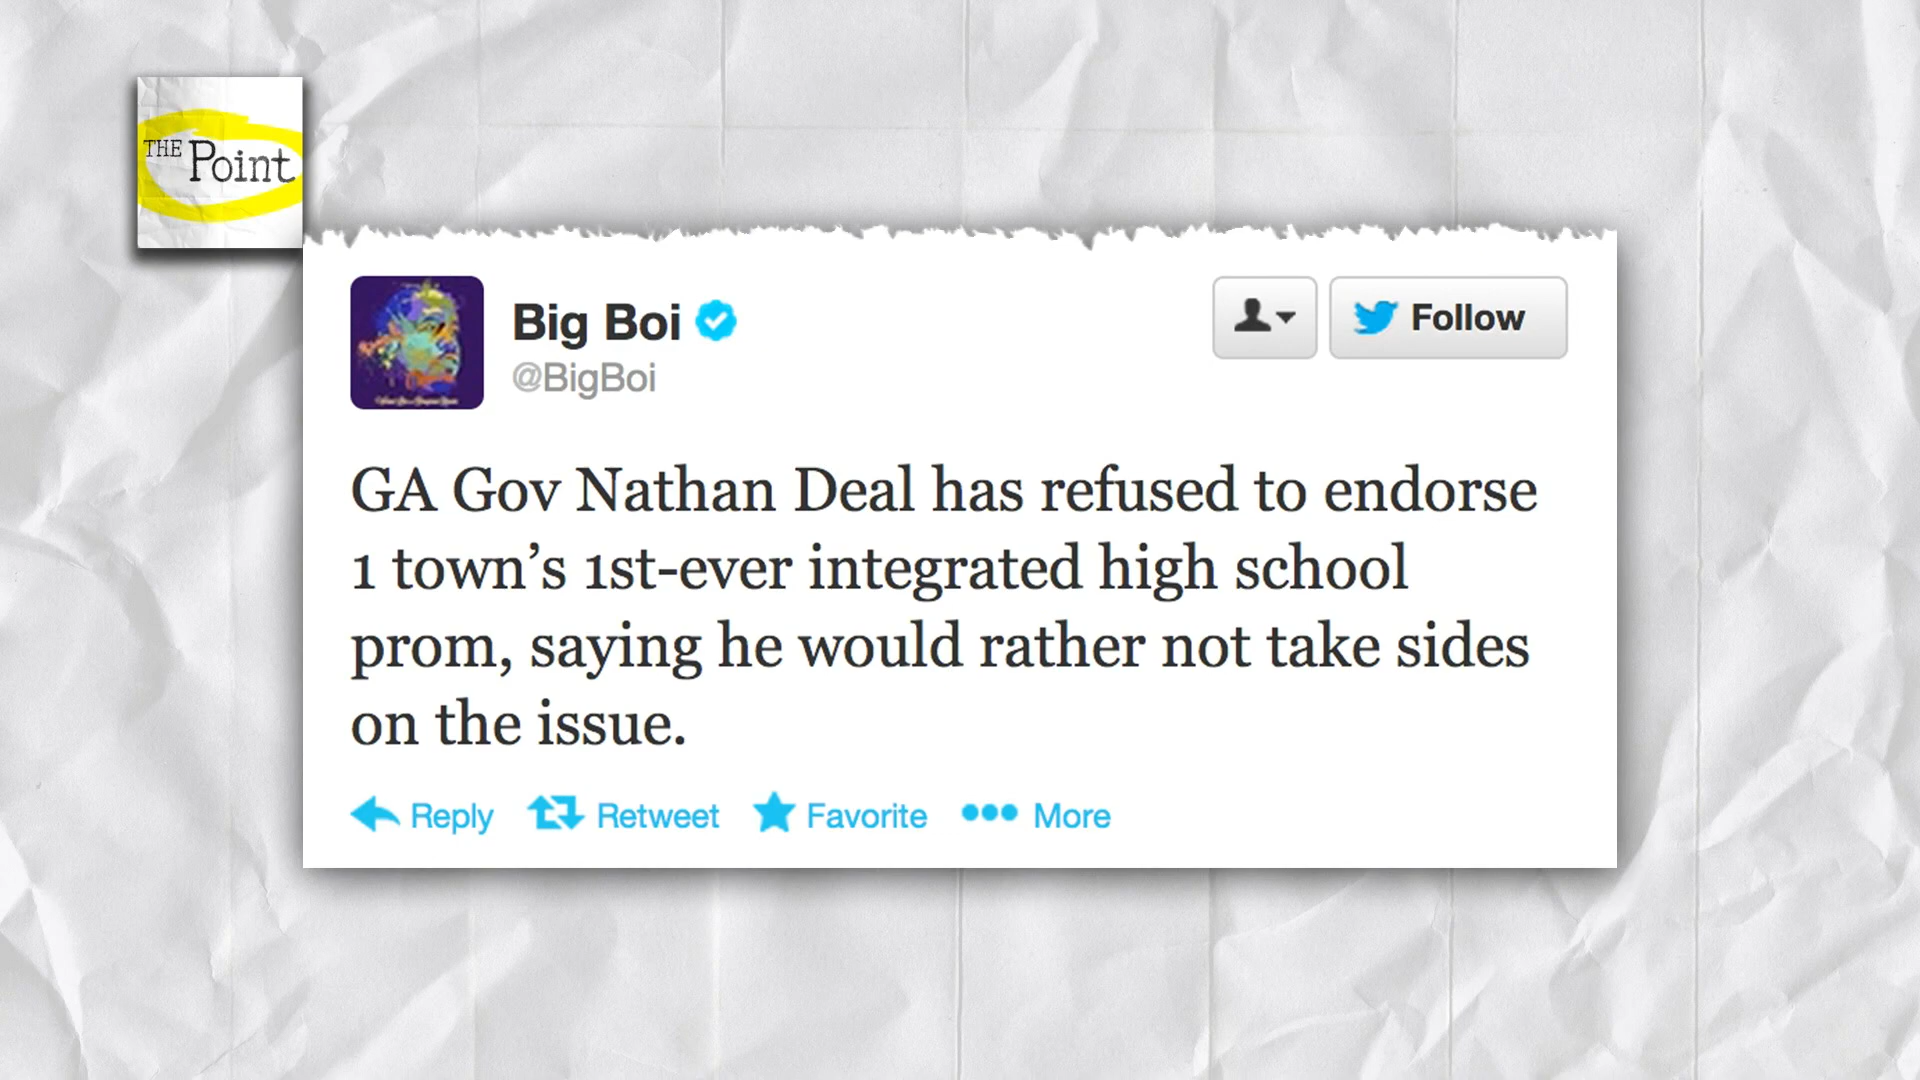 THE Point
Big Boi
@BigBoi
Follow
GA Gov Nathan Deal has refused to endorse
1 town’s 1st-ever integrated high school
prom, saying he would rather not take sides
on the issue.
Reply Retweet Favorite More